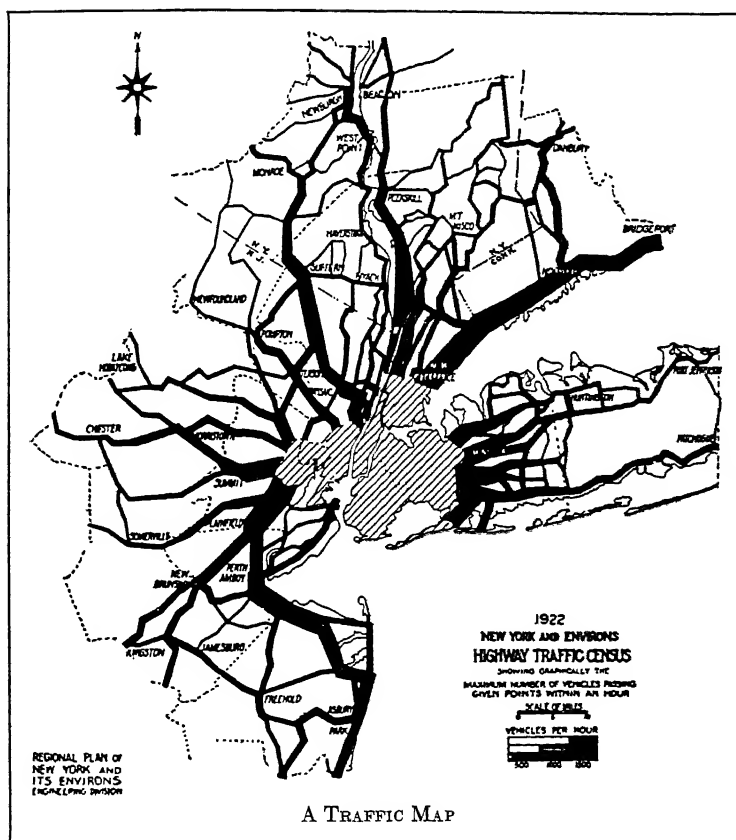 N
NEWBURGH
BEACON
WEST
POINT
MONROE
DANBURY
PEEKSKILL
MT
KISCO
HAVERSTRAW
BRIDGEPORT
N.Y.
N.J.
N.Y.
CONN
SUFFERN
NYACK
NEWFOUNDLAND
POMPTON
LAKE
PORT JEFFERSON
HUNTINGTON
CHESTER
MORRISTOWN
PATCHOGUE
SUMMIT
PLAINFIELD
SOMERVILLE
PERTH
AMBOY
NEW
BRUNSWICK
KINGSTON
JAMESBURG
FREEHOLD
ASBURY
PARK
1922
NEW YORK AND ENVIRONS
HIGHWAY TRAFFIC CENSUS
SHOWING GRAPHICALLY THE
MAXIMUM NUMBER OF VEHICLES PASSING
GIVEN POINTS WITHIN AN HOUR
SCALE OF MILES
VEHICLES PER HOUR
500 1000 1500
REGIONAL PLAN OF
NEW YORK AND
ITS ENVIRONS
ENGINEERING DIVISION
A TRAFFIC MAP